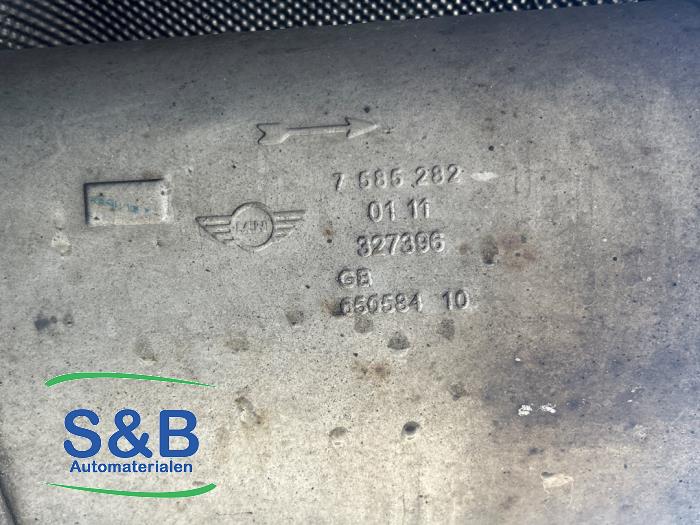 7 585 282
01 11
MINI
327396
GB
650584 10
S&B
Automaterialen